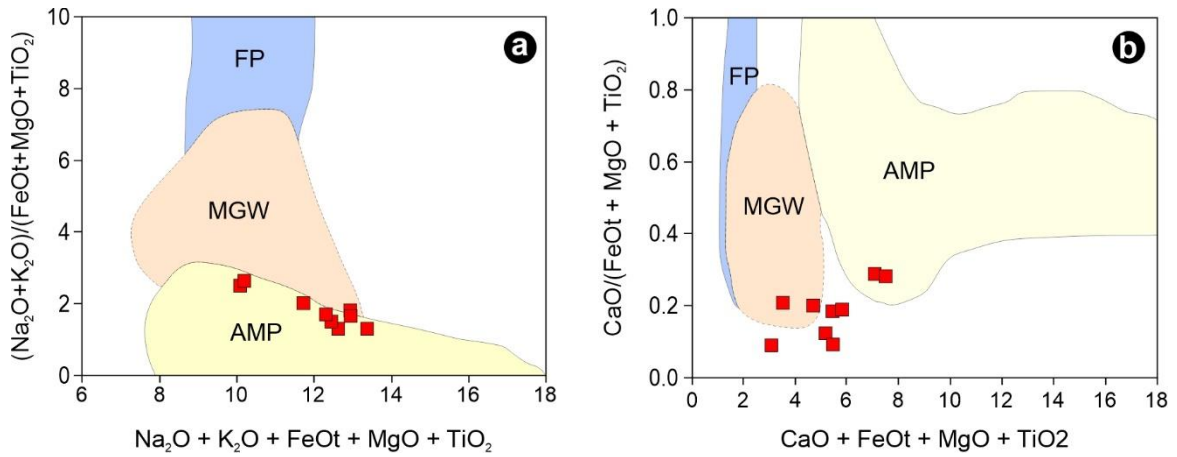 (Na₂O+K₂O)/(FeOt+MgO+TiO₂)
10
8
6
4
2
0
FP
MGW
AMP
a
6
8
10
12
14
16
18
Na₂O + K₂O + FeOt + MgO + TiO₂
CaO/(FeOt + MgO + TiO₂)
1.0
0.8
0.6
0.4
0.2
0.0
FP
MGW
AMP
b
0
2
4
6
8
10
12
14
16
18
CaO + FeOt + MgO + TiO2